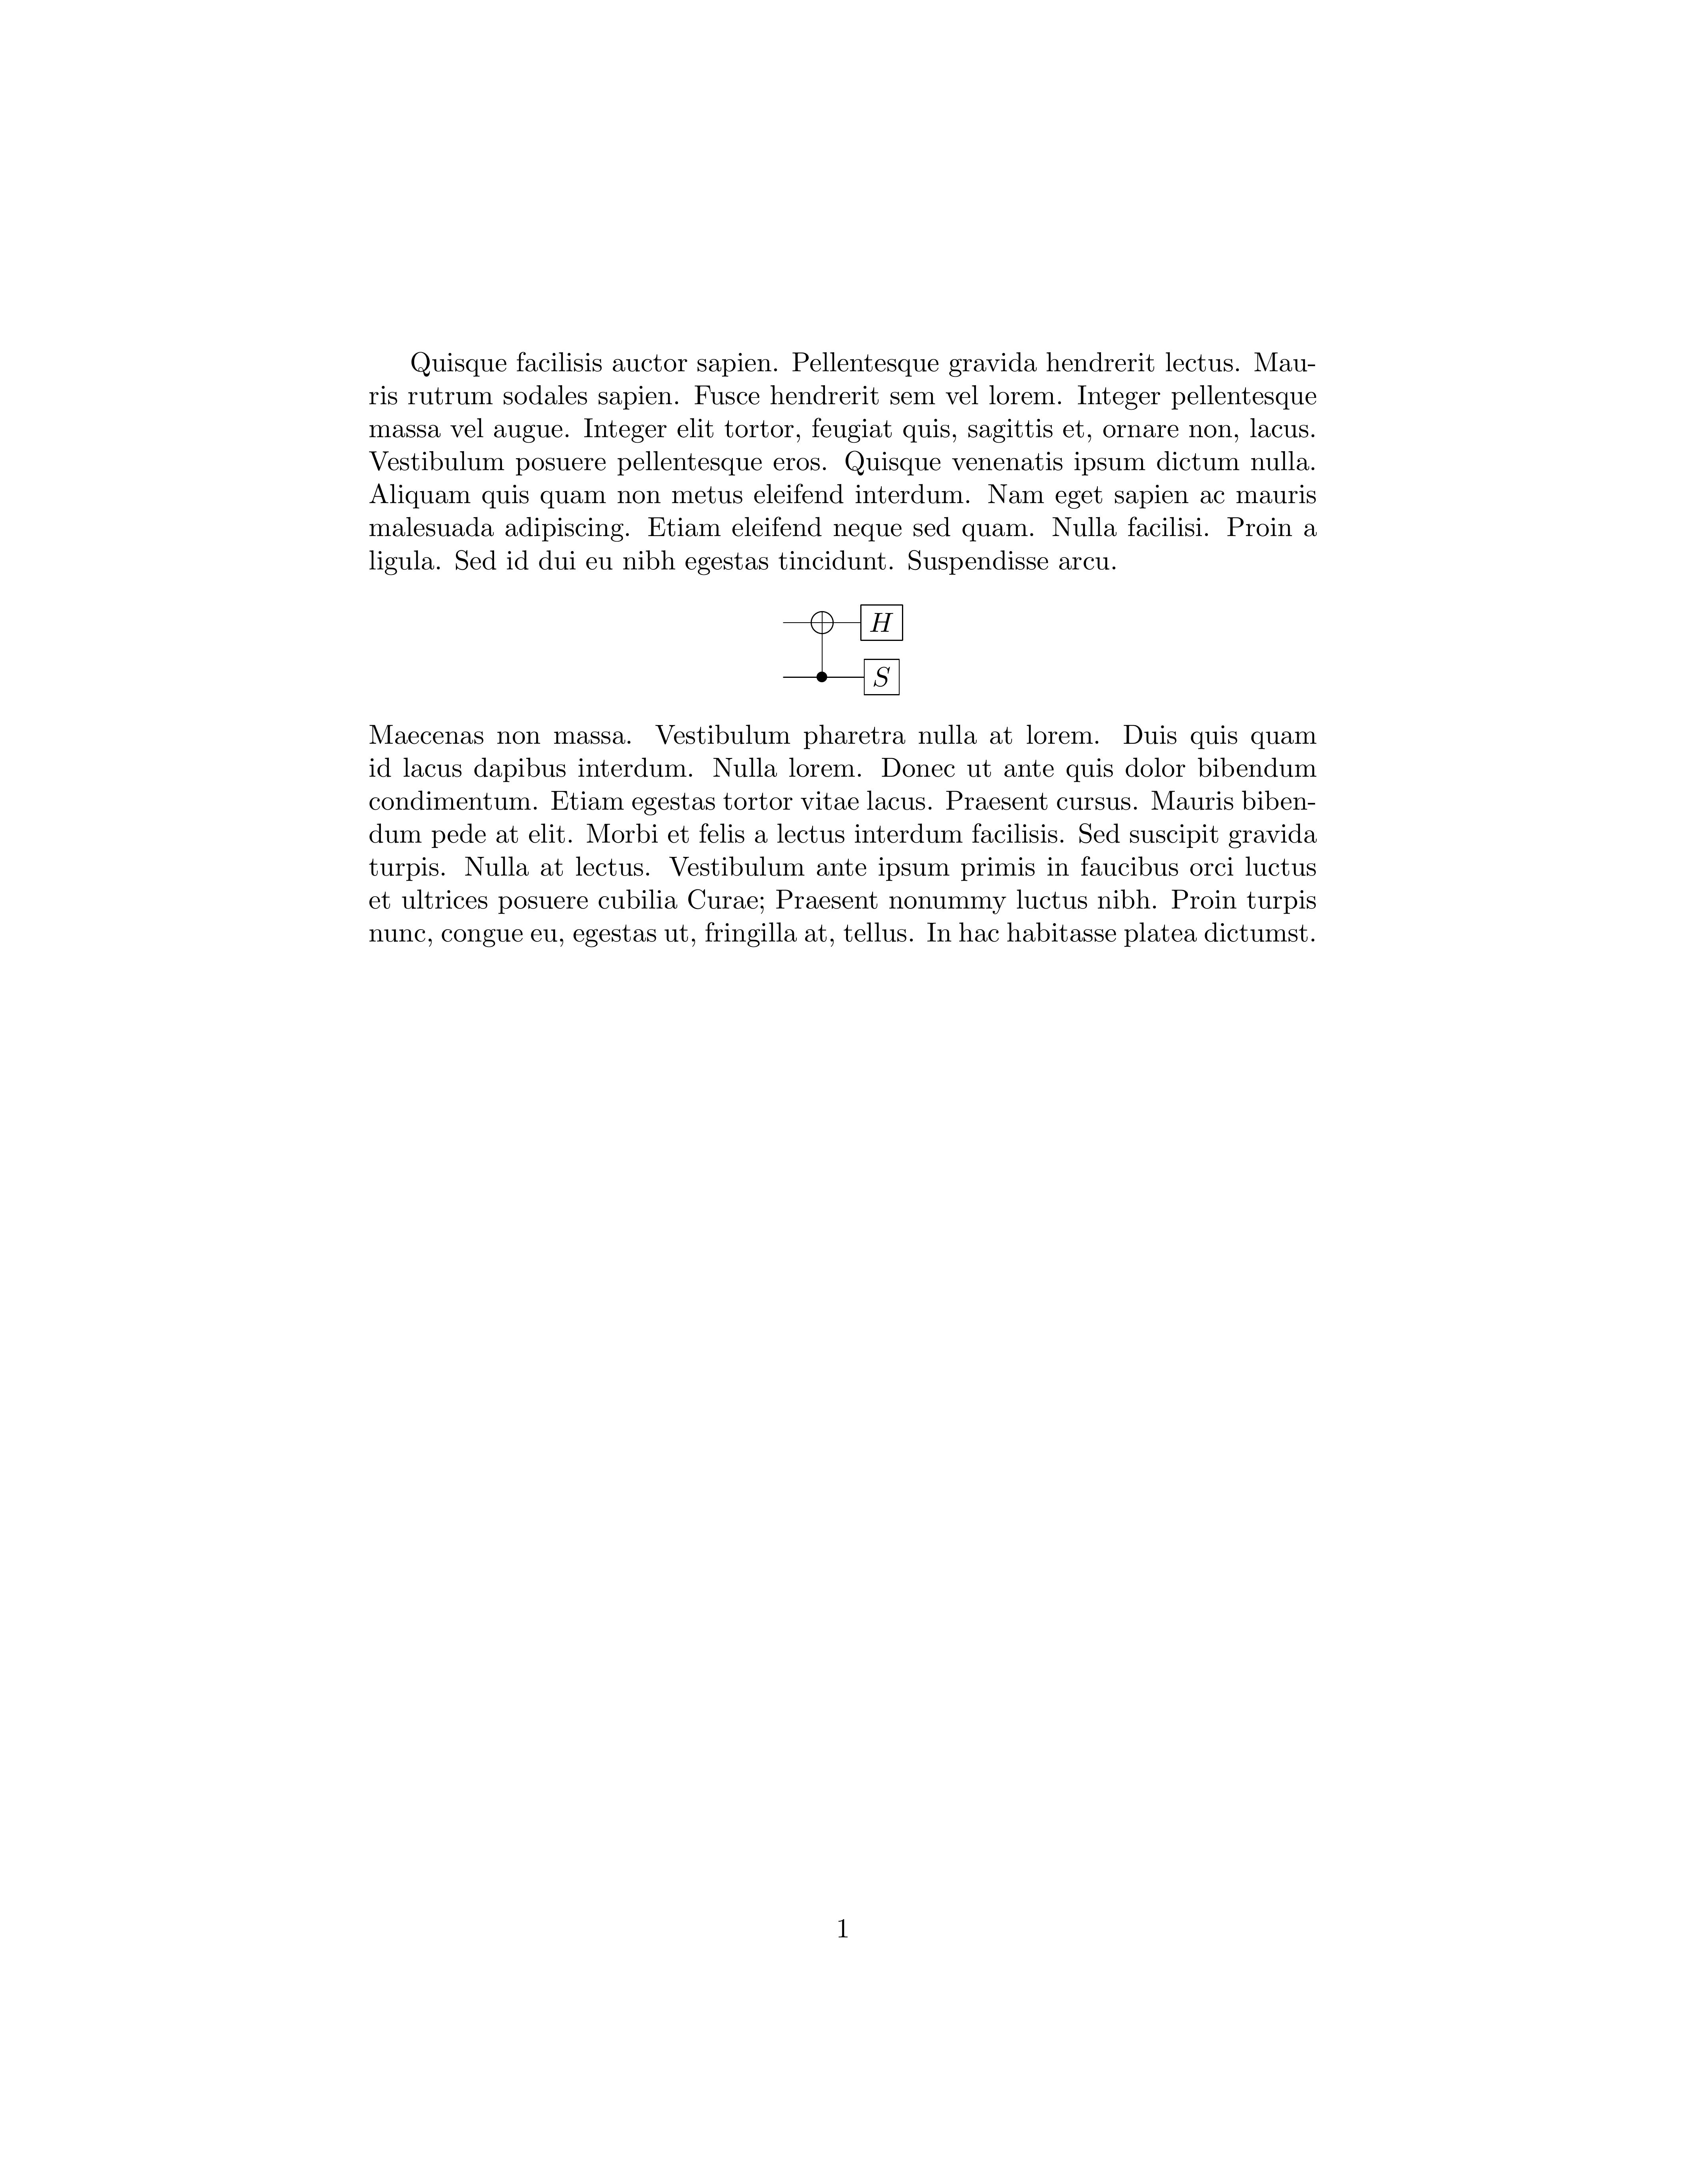 Quisque facilisis auctor sapien. Pellentesque gravida hendrerit lectus. Mau-
ris rutrum sodales sapien. Fusce hendrerit sem vel lorem. Integer pellentesque
massa vel augue. Integer elit tortor, feugiat quis, sagittis et, ornare non, lacus.
Vestibulum posuere pellentesque eros. Quisque venenatis ipsum dictum nulla.
Aliquam quis quam non metus eleifend interdum. Nam eget sapien ac mauris
malesuada adipiscing. Etiam eleifend neque sed quam. Nulla facilisi. Proin a
ligula. Sed id dui eu nibh egestas tincidunt. Suspendisse arcu.
H
S
Maecenas non massa. Vestibulum pharetra nulla at lorem. Duis quis quam
id lacus dapibus interdum. Nulla lorem. Donec ut ante quis dolor bibendum
condimentum. Etiam egestas tortor vitae lacus. Praesent cursus. Mauris biben-
dum pede at elit. Morbi et felis a lectus interdum facilisis. Sed suscipit gravida
turpis. Nulla at lectus. Vestibulum ante ipsum primis in faucibus orci luctus
et ultrices posuere cubilia Curae; Praesent nonummy luctus nibh. Proin turpis
nunc, congue eu, egestas ut, fringilla at, tellus. In hac habitasse platea dictumst.
1